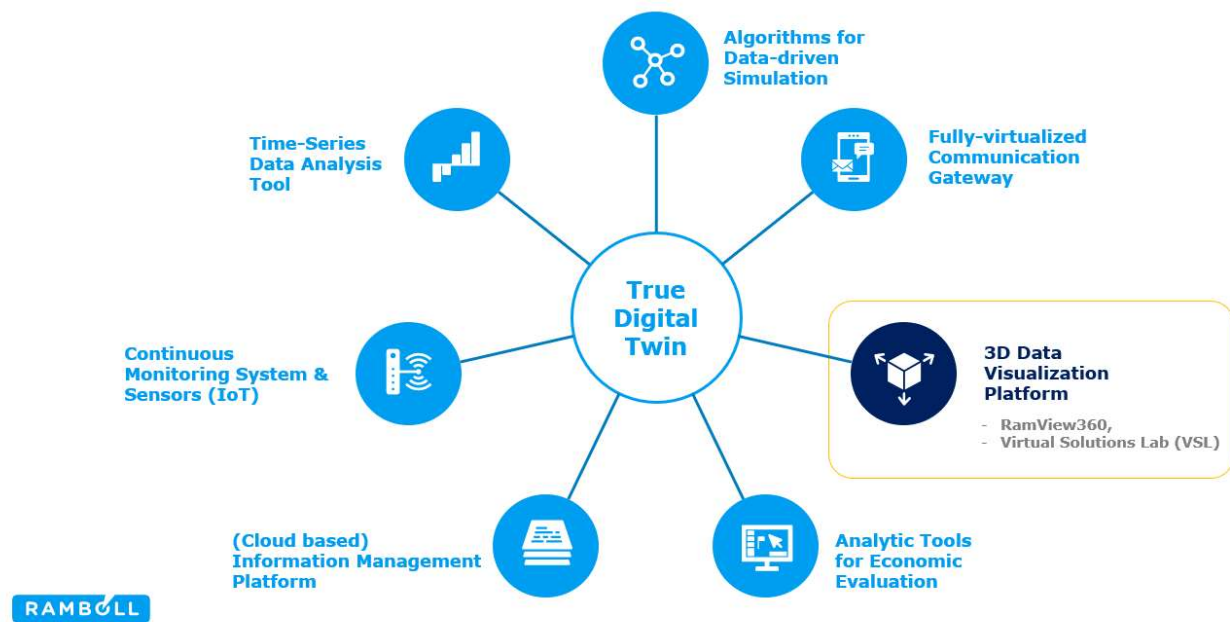 Algorithms for
Data-driven
Simulation
Time-Series
Data Analysis
Tool
Fully-virtualized
Communication
Gateway
True
Digital
Twin
Continuous
Monitoring System &
Sensors (IoT)
3D Data
Visualization
Platform
- RamView360,
- Virtual Solutions Lab (VSL)
(Cloud based)
Information Management
Platform
Analytic Tools
for Economic
Evaluation
RAMBOLL